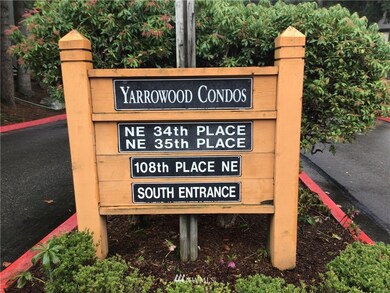 YARROWOOD CONDOS
NE 34th PLACE
NE 35th PLACE
108th PLACE NE
SOUTH ENTRANCE